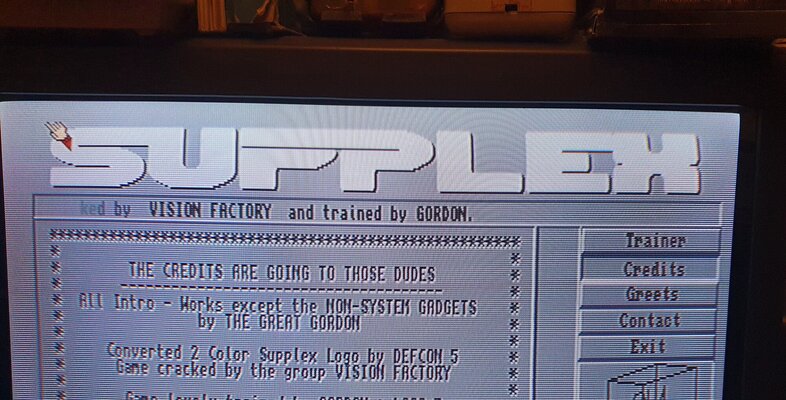 SUPPLEX
ked by VISION FACTORY and trained by GORDON.
***************************************************
THE CREDITS ARE GOING TO THOSE DUDES
------------------------------------
All Intro - Works except the NON-SYSTEM GADGETS
by THE GREAT GORDON
Converted 2 Color Supplex Logo by DEFCON 5
Game cracked by the group VISION FACTORY
Trainer
Credits
Greets
Contact
Exit